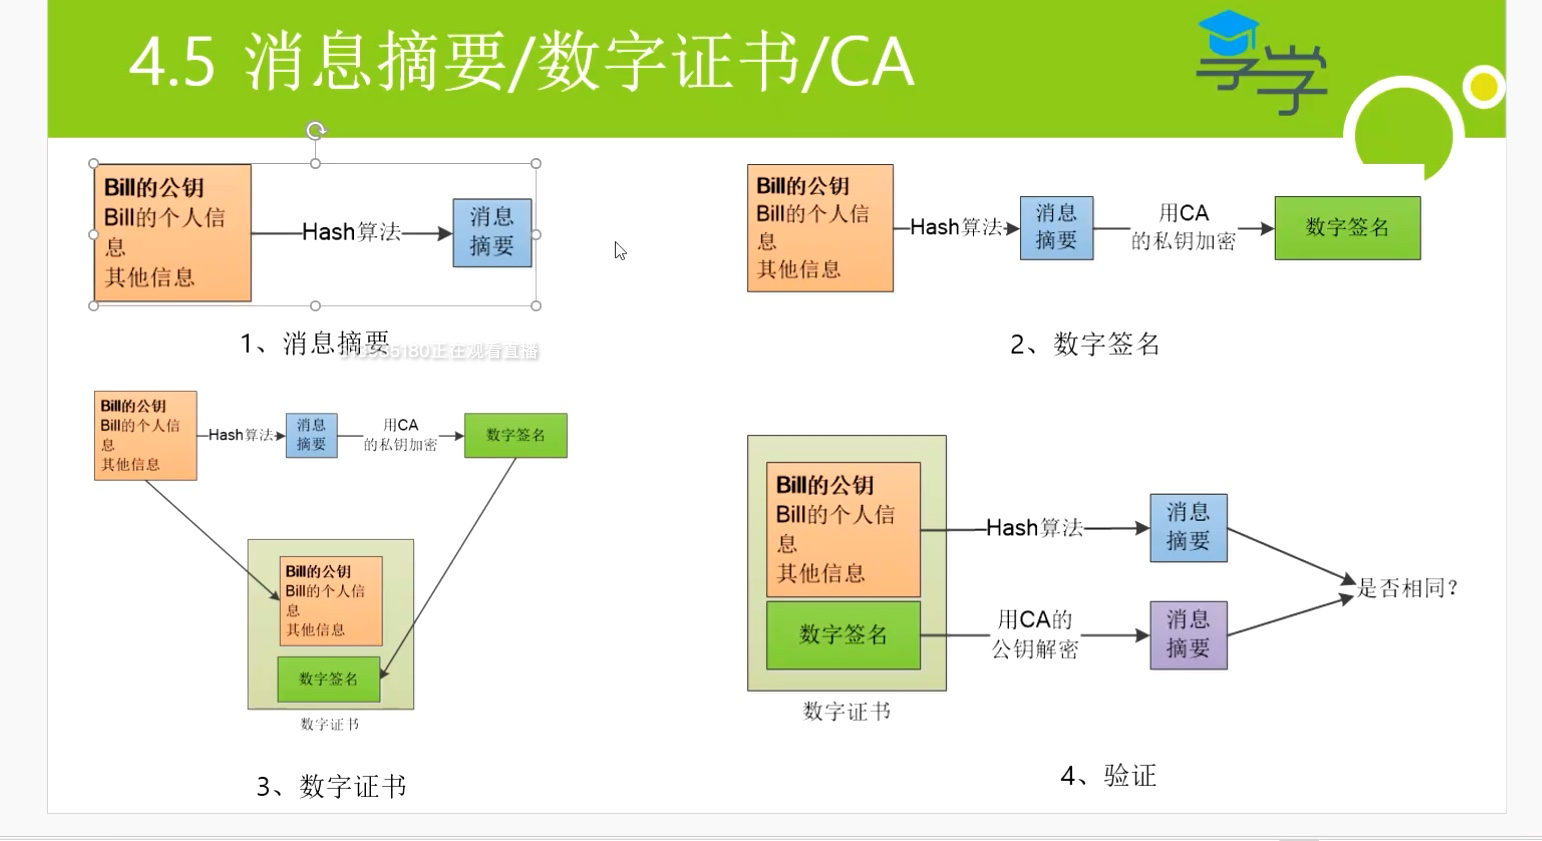 4.5 消息摘要/数字证书/CA
享学
Bill的公钥
Bill的个人信
息
其他信息
Hash算法
消息
摘要
1、消息摘要
正在观看直播
Bill的公钥
Bill的个人信
息
其他信息
Hash算法
消息
摘要
用CA
的私钥加密
数字签名
2、数字签名
Bill的公钥
Bill的个人信
息
其他信息
Hash算法
消息
摘要
用CA
的私钥加密
数字签名
Bill的公钥
Bill的个人信
息
其他信息
数字签名
数字证书
3、数字证书
Bill的公钥
Bill的个人信
息
其他信息
数字签名
数字证书
Hash算法
消息
摘要
用CA的
公钥解密
消息
摘要
是否相同?
4、验证